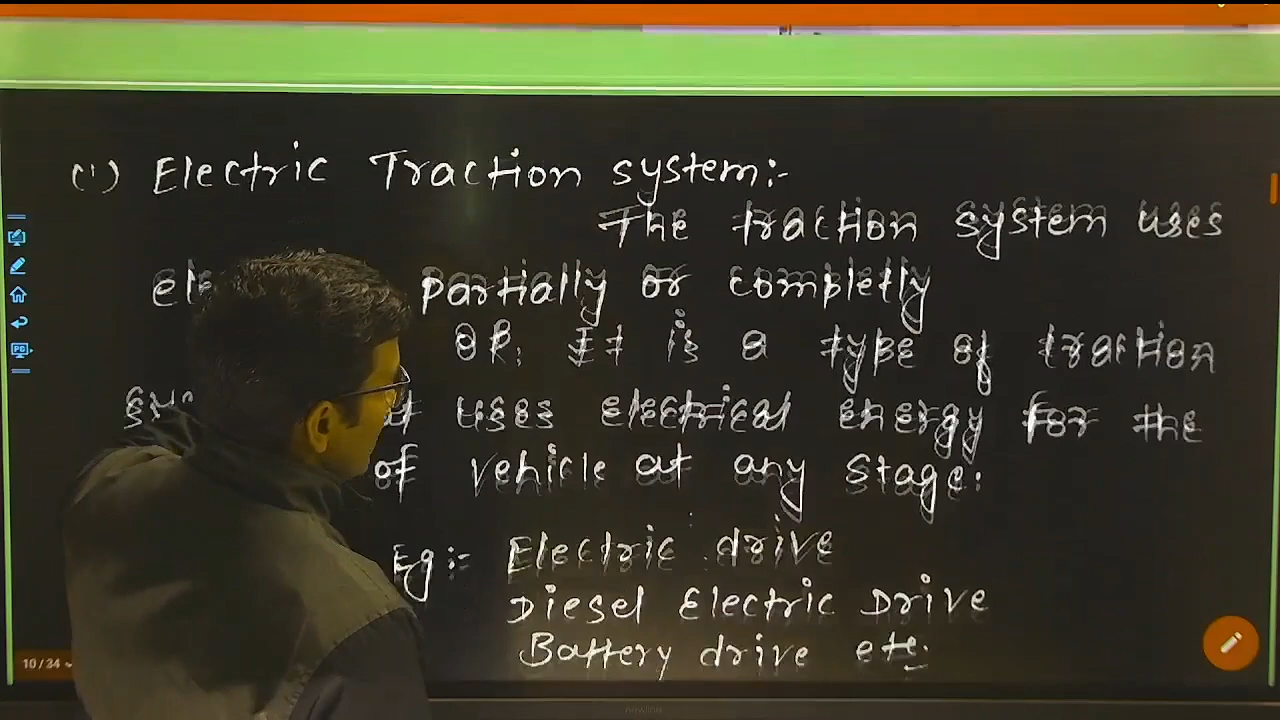 (i) Electric Traction system:-
The traction system uses
partially or completly
OR, It is a type of traction
uses electrical energy for the
of vehicle at any stage.
Eg:- Electric drive
Diesel Electric Drive
Battery drive etc.
10 / 34